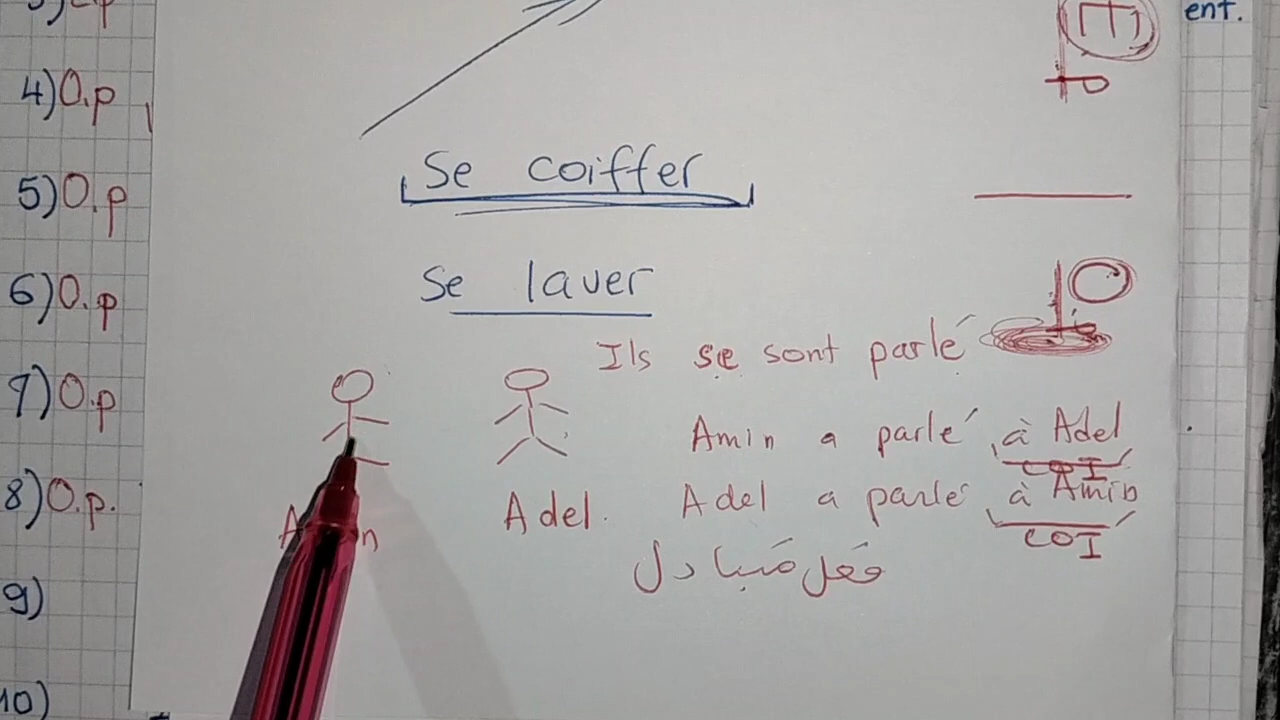 ent.
4) O.p
Se coiffer
5) O.p
Se laver
6) O.p
Ils se sont parlé
7) O.p
Amin a parlé à Adel
COI
8) O.p.
Adel.
Adel a parlé à Amin
COI
فعل متبادل
9)
10)